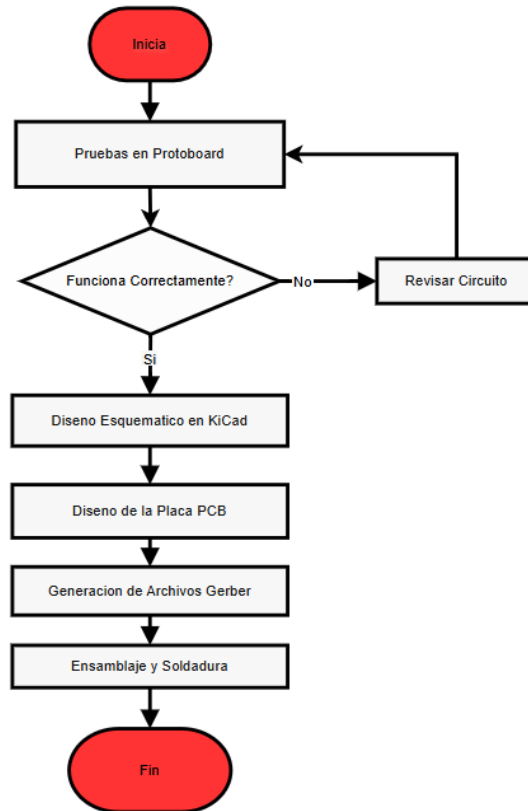 Inicia
Pruebas en Protoboard
Funciona Correctamente?
No
Revisar Circuito
Si
Diseno Esquematico en KiCad
Diseno de la Placa PCB
Generacion de Archivos Gerber
Ensamblaje y Soldadura
Fin